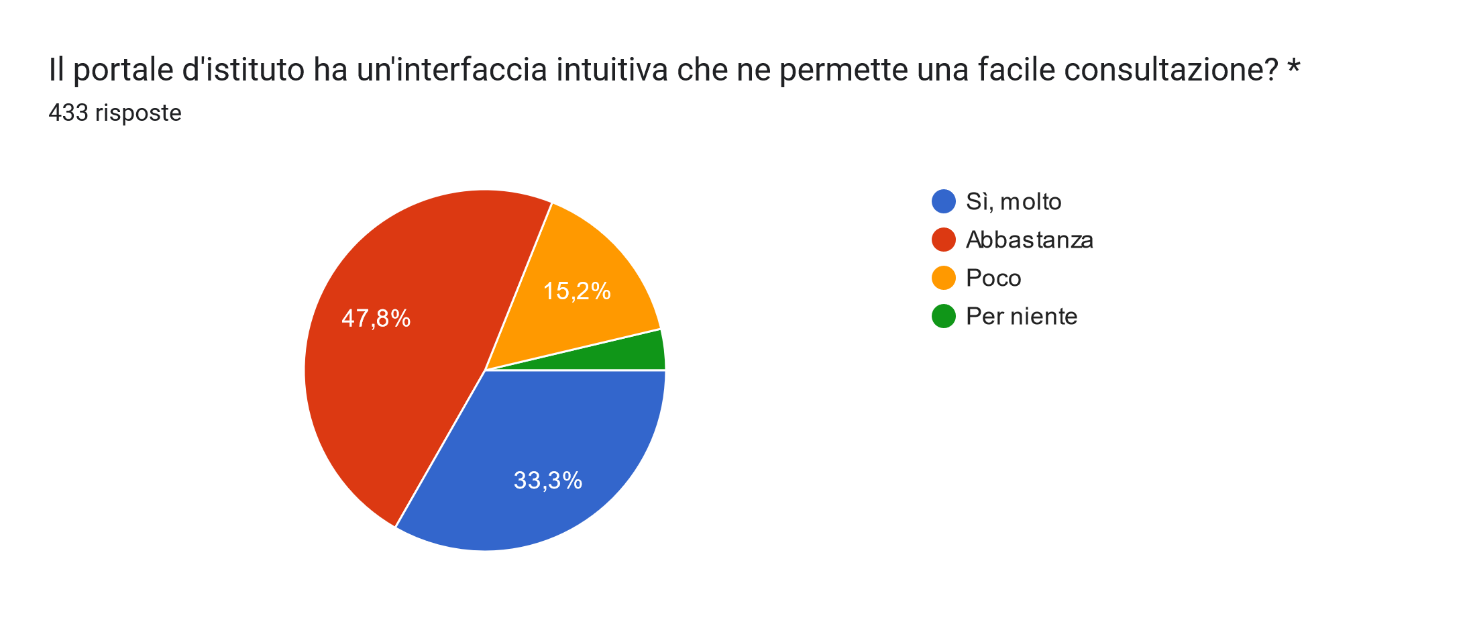 Il portale d'istituto ha un'interfaccia intuitiva che ne permette una facile consultazione? *
433 risposte
Sì, molto
Abbastanza
Poco
Per niente
15,2%
47,8%
33,3%